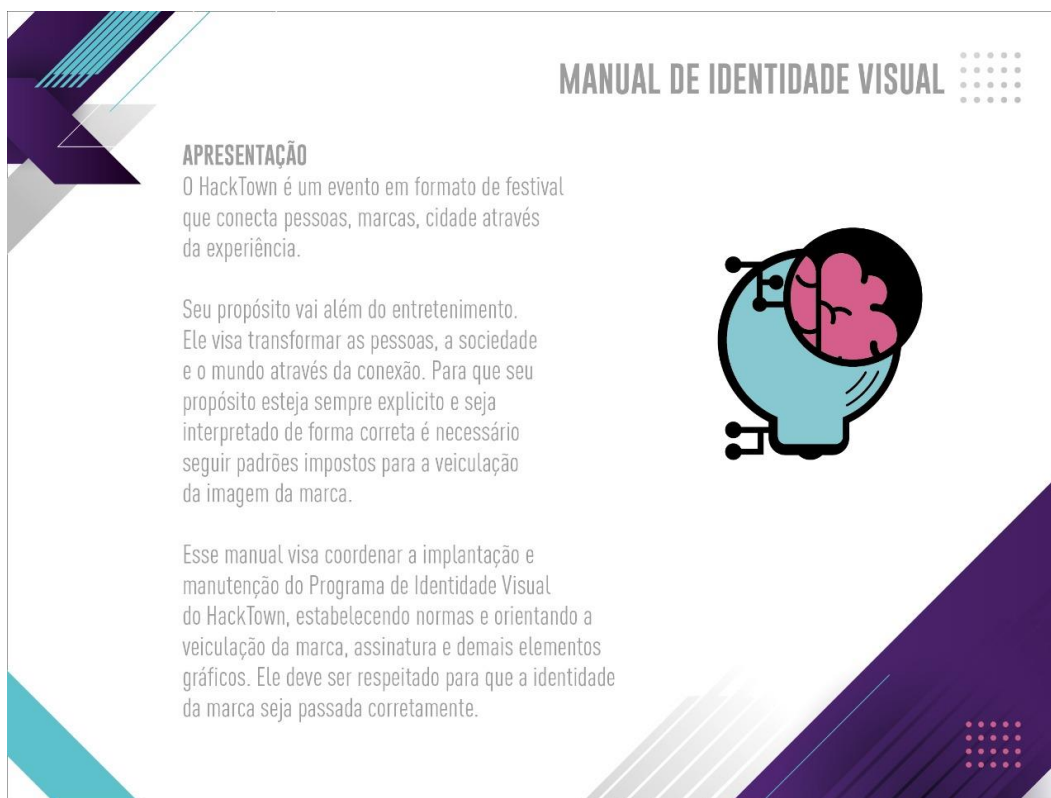 MANUAL DE IDENTIDADE VISUAL
APRESENTAÇÃO
O HackTown é um evento em formato de festival
que conecta pessoas, marcas, cidade através
da experiência.
Seu propósito vai além do entretenimento.
Ele visa transformar as pessoas, a sociedade
e o mundo através da conexão. Para que seu
propósito esteja sempre explicito e seja
interpretado de forma correta é necessário
seguir padrões impostos para a veiculação
da imagem da marca.
Esse manual visa coordenar a implantação e
manutenção do Programa de Identidade Visual
do HackTown, estabelecendo normas e orientando a
veiculação da marca, assinatura e demais elementos
gráficos. Ele deve ser respeitado para que a identidade
da marca seja passada corretamente.